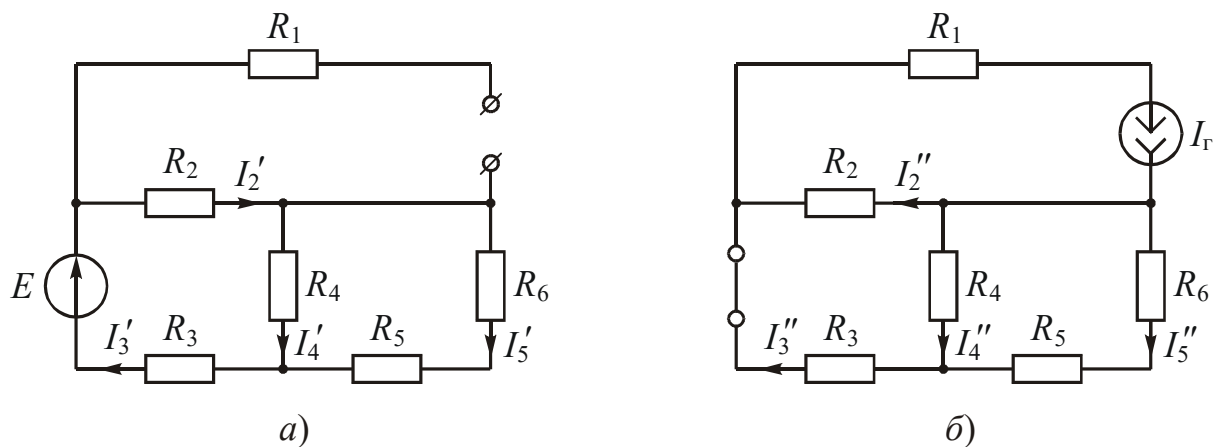 R₁
R₂ I₂′
E R₄ R₆
I₃′ R₃ I₄′ R₅ I₅′
а)
R₁
I_г
R₂ I₂″
R₄ R₆
I₃″ R₃ I₄″ R₅ I₅″
б)